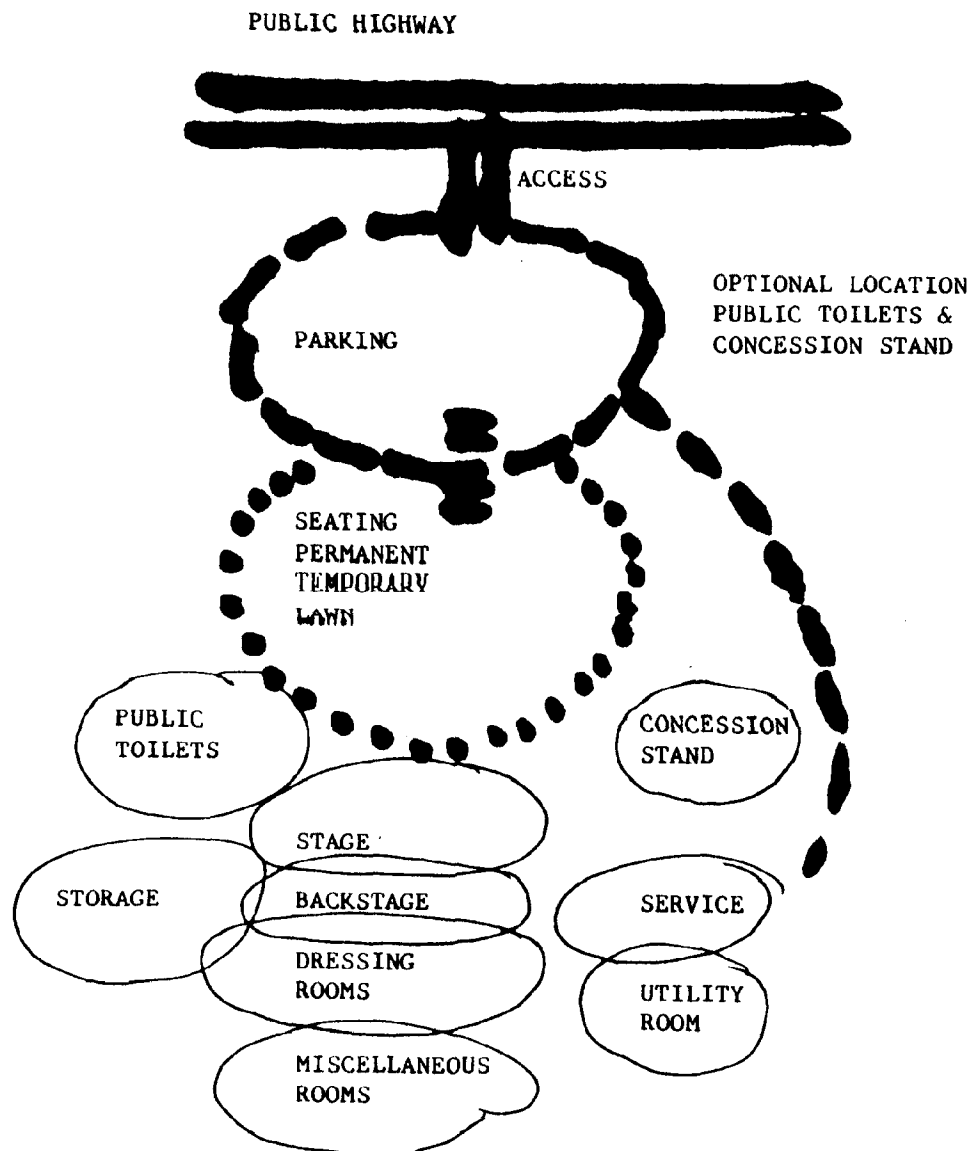 PUBLIC HIGHWAY
ACCESS
OPTIONAL LOCATION
PUBLIC TOILETS &
CONCESSION STAND
PARKING
SEATING
PERMANENT
TEMPORARY
LAWN
PUBLIC
TOILETS
CONCESSION
STAND
STAGE
STORAGE
BACKSTAGE
SERVICE
DRESSING
ROOMS
UTILITY
ROOM
MISCELLANEOUS
ROOMS